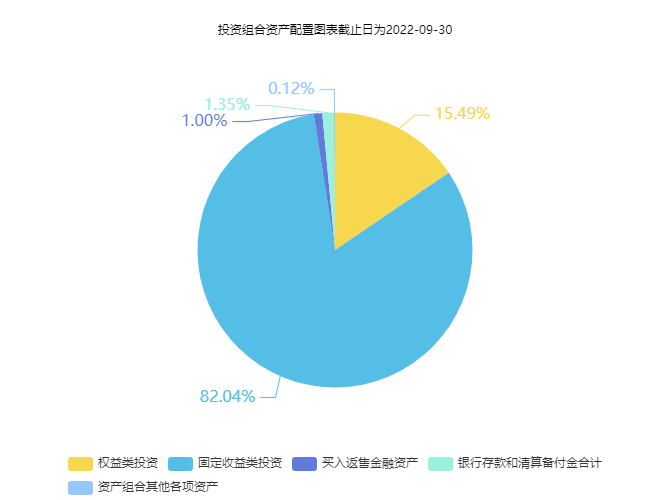 投资组合资产配置图表截止日为2022-09-30
0.12%
1.35%
15.49%
1.00%
82.04%
权益类投资 固定收益类投资 买入返售金融资产 银行存款和清算备付金合计
资产组合其他各项资产